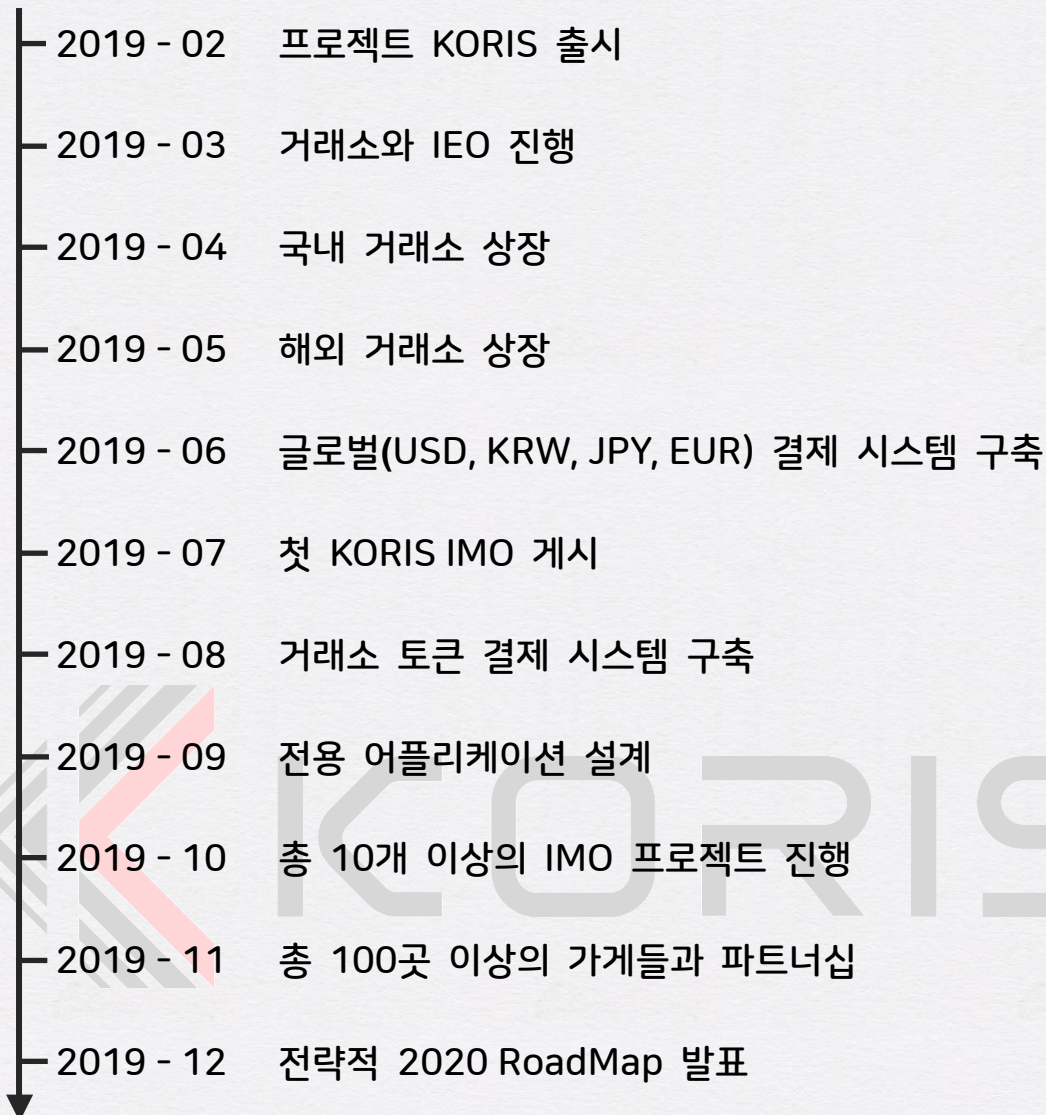 2019 - 02 프로젝트 KORIS 출시
2019 - 03 거래소와 IEO 진행
2019 - 04 국내 거래소 상장
2019 - 05 해외 거래소 상장
2019 - 06 글로벌(USD, KRW, JPY, EUR) 결제 시스템 구축
2019 - 07 첫 KORIS IMO 게시
2019 - 08 거래소 토큰 결제 시스템 구축
2019 - 09 전용 어플리케이션 설계
2019 - 10 총 10개 이상의 IMO 프로젝트 진행
2019 - 11 총 100곳 이상의 가게들과 파트너십
2019 - 12 전략적 2020 RoadMap 발표
KORIS